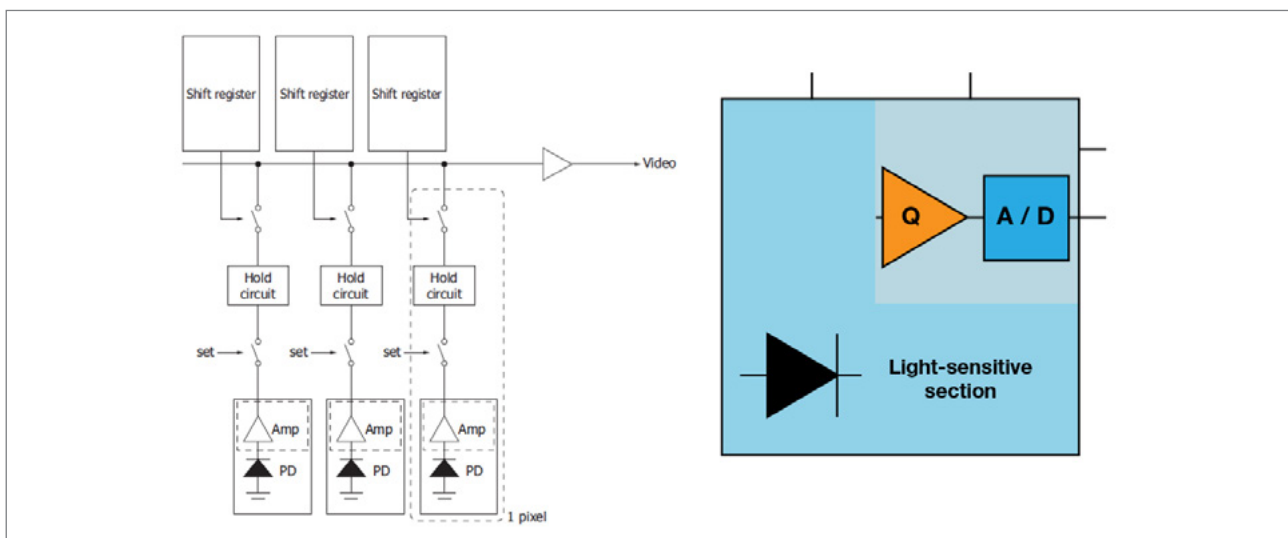 Shift register
Shift register
Shift register
Video
Hold
circuit
Hold
circuit
Hold
circuit
set
set
set
Amp
Amp
Amp
PD
PD
PD
1 pixel
Q
A / D
Light-sensitive
section